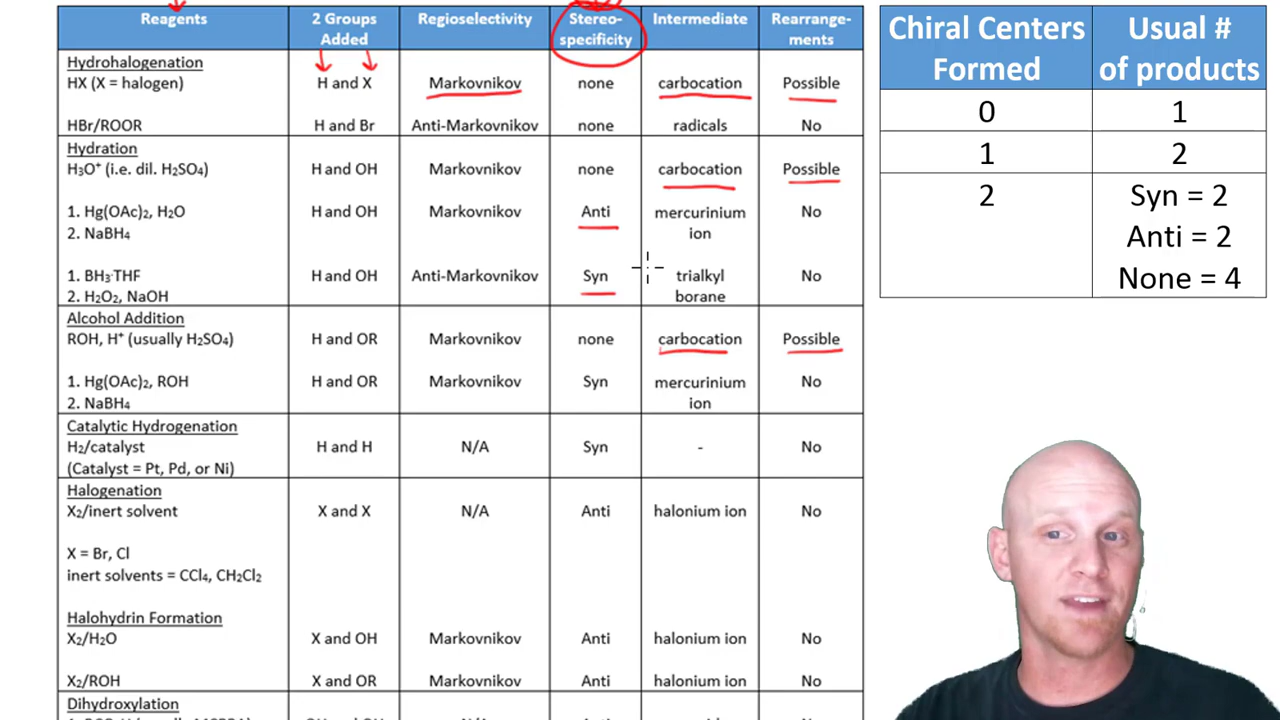 Reagents
2 Groups Added
Regioselectivity
Stereo-specificity
Intermediate
Rearrange-ments
Hydrohalogenation
HX (X = halogen) H and X Markovnikov none carbocation Possible
HBr/ROOR H and Br Anti-Markovnikov none radicals No
Hydration
H₃O⁺ (i.e. dil. H₂SO₄) H and OH Markovnikov none carbocation Possible
1. Hg(OAc)₂, H₂O H and OH Markovnikov Anti mercurinium No
2. NaBH₄ ion
1. BH₃·THF H and OH Anti-Markovnikov Syn trialkyl No
2. H₂O₂, NaOH borane
Alcohol Addition
ROH, H⁺ (usually H₂SO₄) H and OR Markovnikov none carbocation Possible
1. Hg(OAc)₂, ROH H and OR Markovnikov Syn mercurinium No
2. NaBH₄ ion
Catalytic Hydrogenation
H₂/catalyst H and H N/A Syn - No
(Catalyst = Pt, Pd, or Ni)
Halogenation
X₂/inert solvent X and X N/A Anti halonium ion No
X = Br, Cl
inert solvents = CCl₄, CH₂Cl₂
Halohydrin Formation
X₂/H₂O X and OH Markovnikov Anti halonium ion No
X₂/ROH X and OR Markovnikov Anti halonium ion No
Dihydroxylation
Chiral Centers Formed
Usual # of products
0 1
1 2
2 Syn = 2
Anti = 2
None = 4